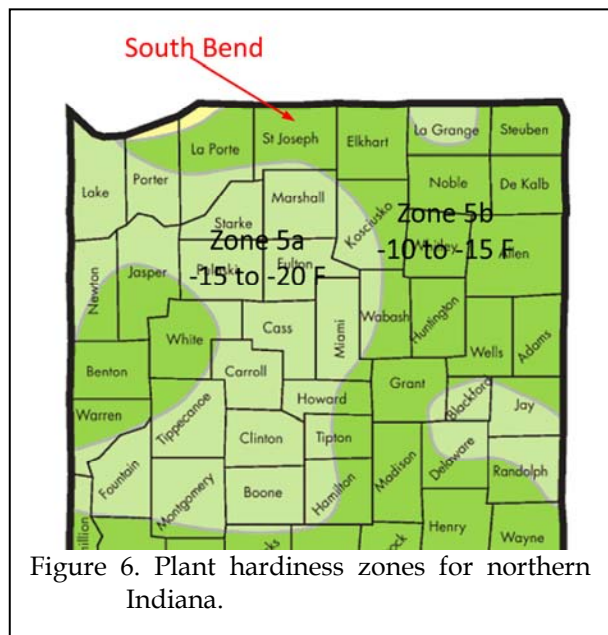 South Bend
La Porte
St Joseph
Elkhart
La Grange
Steuben
Lake
Porter
Noble
De Kalb
Marshall
Starke
Kosciusko
Zone 5a
Zone 5b
-15 to -20 F
-10 to -15 F
Newton
Jasper
Pulaski
Fulton
Whitley
Allen
White
Cass
Miami
Wabash
Huntington
Wells
Adams
Benton
Carroll
Howard
Grant
Blackford
Jay
Warren
Tippecanoe
Clinton
Tipton
Delaware
Randolph
Fountain
Montgomery
Boone
Hamilton
Madison
Henry
Wayne
Figure 6. Plant hardiness zones for northern
Indiana.